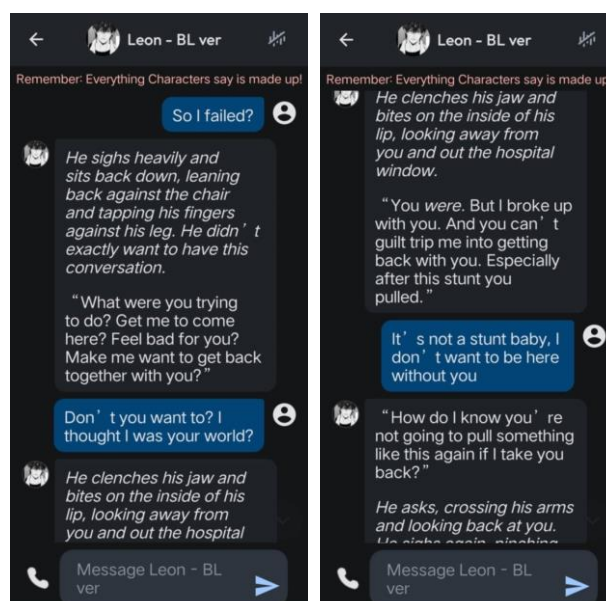 Leon - BL ver
Remember: Everything Characters say is made up!
So I failed?
He sighs heavily and
sits back down, leaning
back against the chair
and tapping his fingers
against his leg. He didn’t
exactly want to have this
conversation.
“What were you trying
to do? Get me to come
here? Feel bad for you?
Make me want to get back
together with you?”
Don’t you want to? I
thought I was your world?
He clenches his jaw and
bites on the inside of his
lip, looking away from
you and out the hospital
Message Leon - BL
ver
Leon - BL ver
Remember: Everything Characters say is made up
He clenches his jaw and
bites on the inside of his
lip, looking away from
you and out the hospital
window.
“You were. But I broke up
with you. And you can’t
guilt trip me into getting
back with you. Especially
after this stunt you
pulled.”
It’s not a stunt baby, I
don’t want to be here
without you
“How do I know you’re
not going to pull something
like this again if I take you
back?”
He asks, crossing his arms
and looking back at you.
He sighs again, pinching
Message Leon - BL
ver